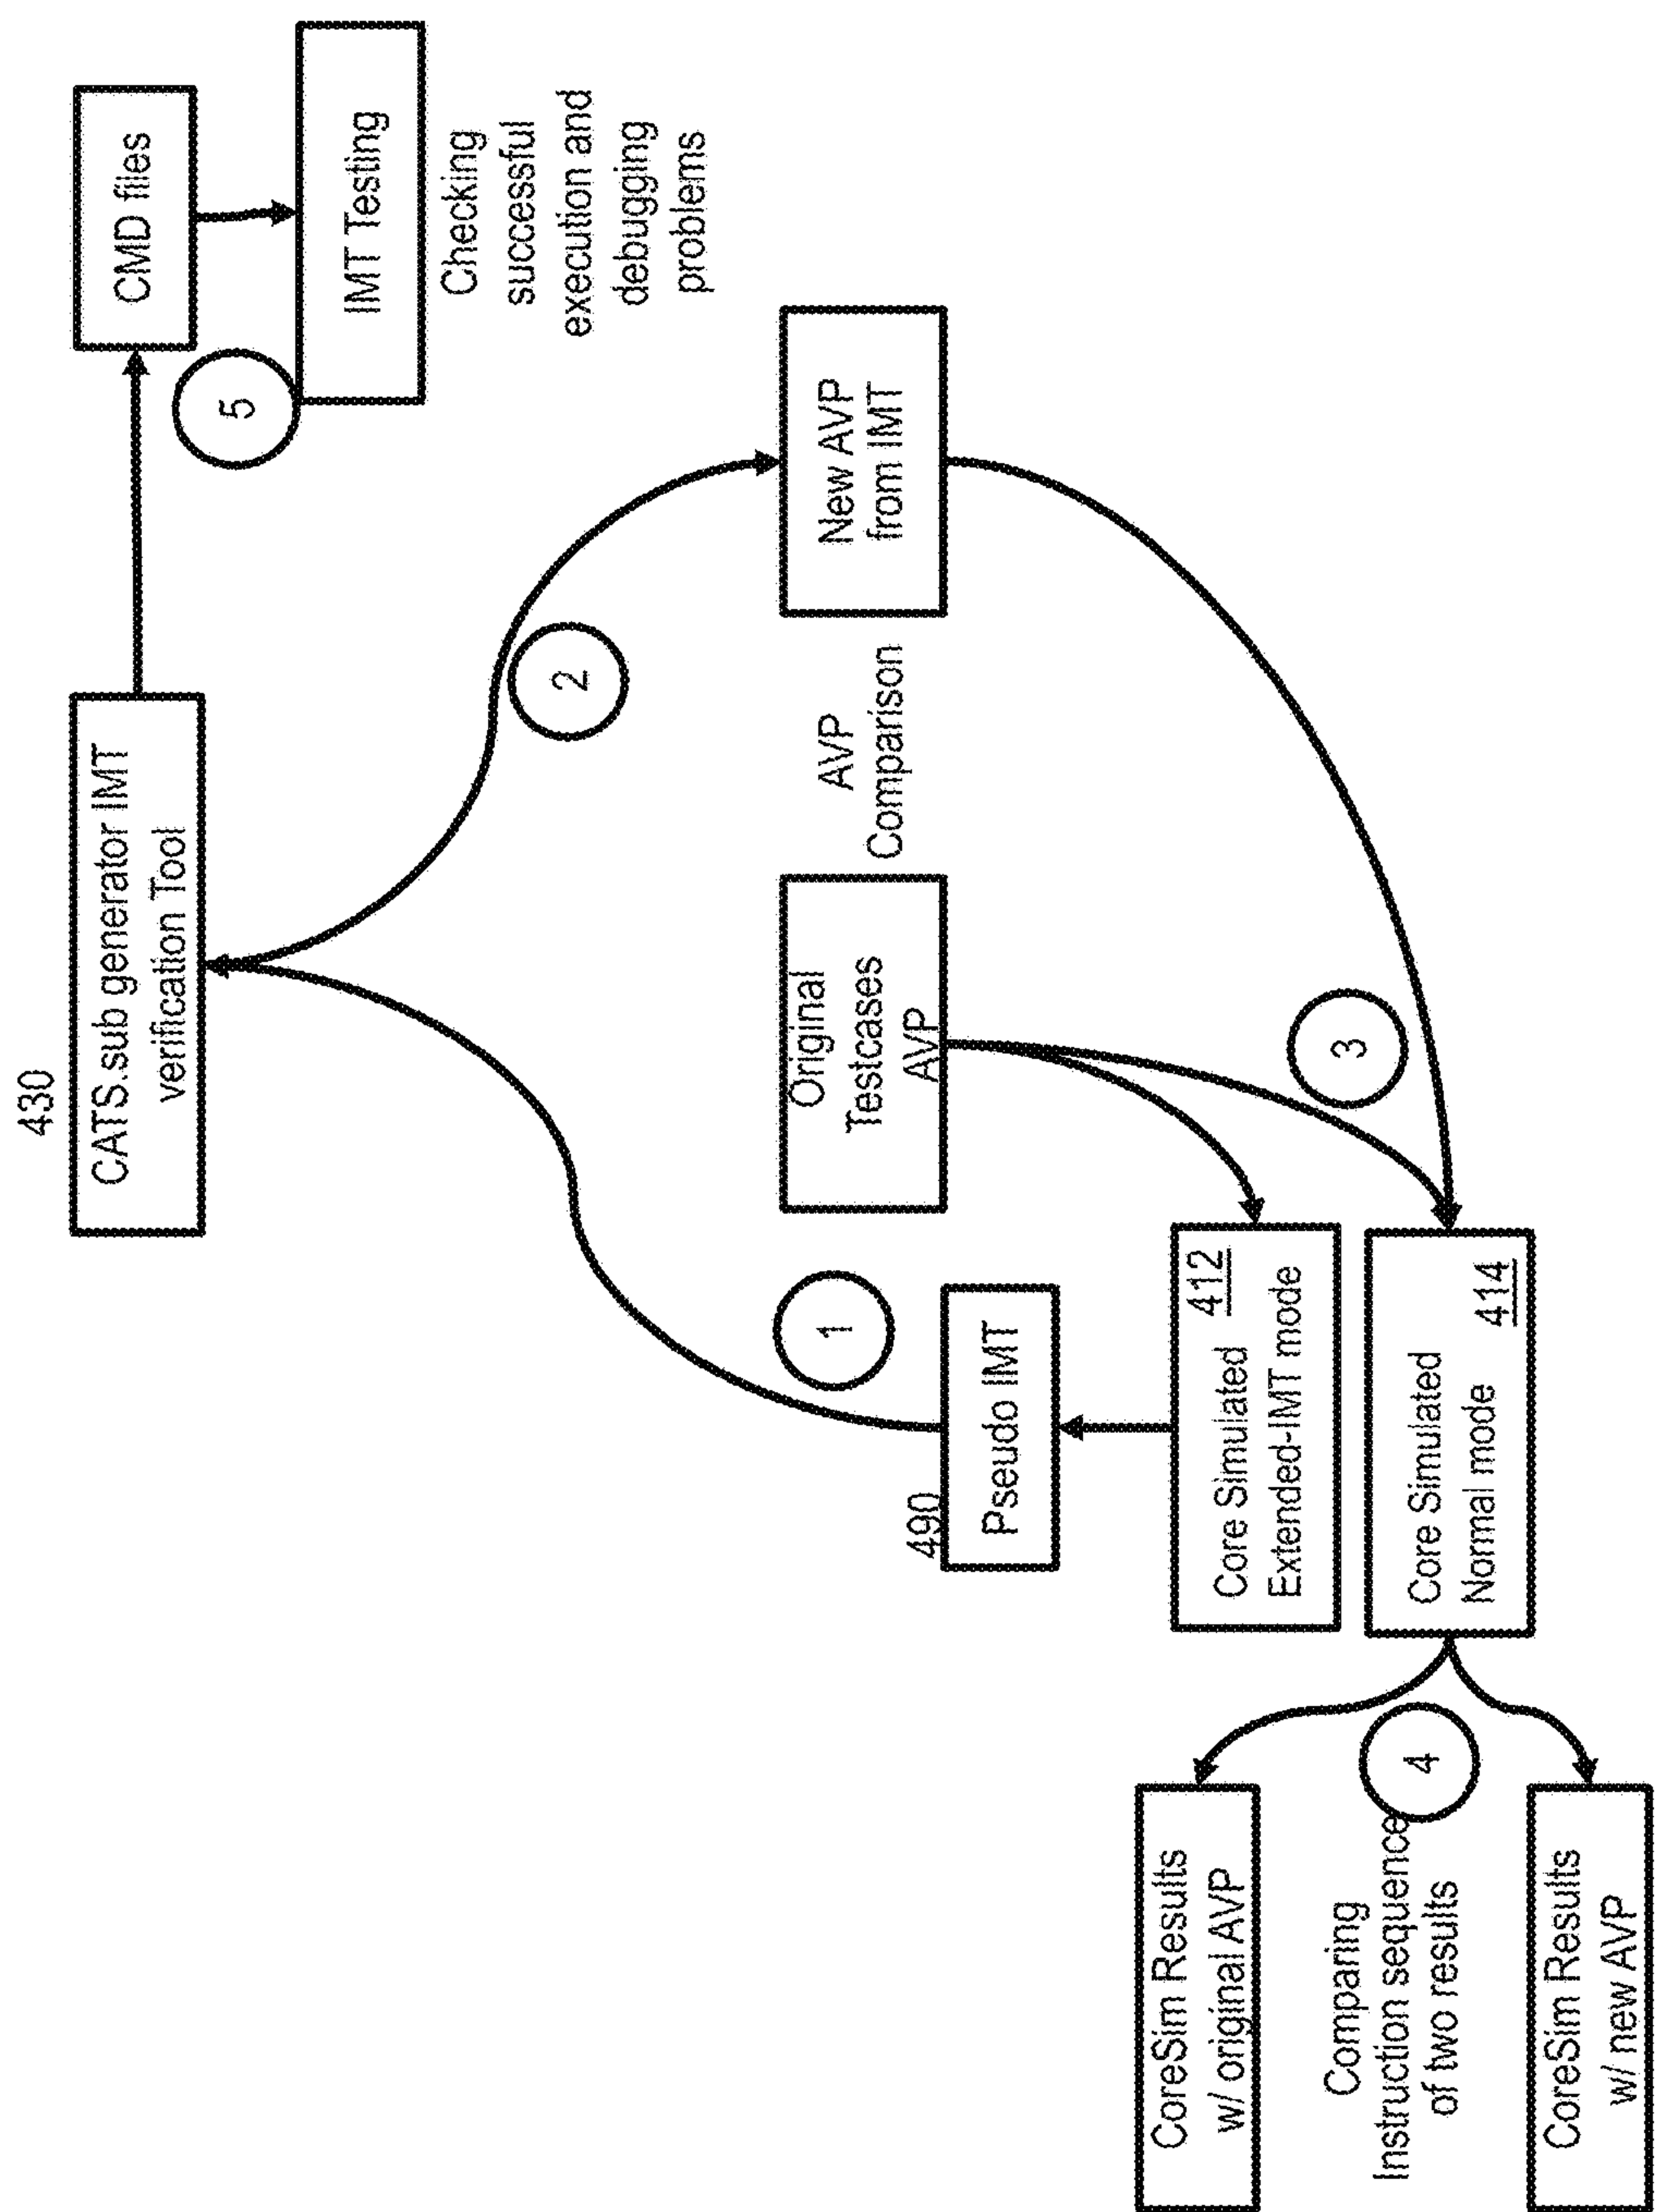 430
CATS.sub generator IMT
verification Tool
CMD files
5
IMT Testing
Checking
successful
execution and
debugging
problems
2
1
490
Pseudo IMT
Original
Testcases
AVP
AVP
Comparison
New AVP
from IMT
412
Core Simulated
Extended-IMT mode
3
Core Simulated
Normal mode
414
CoreSim Results
w/ original AVP
4
Comparing
Instruction sequence
of two results
CoreSim Results
w/ new AVP